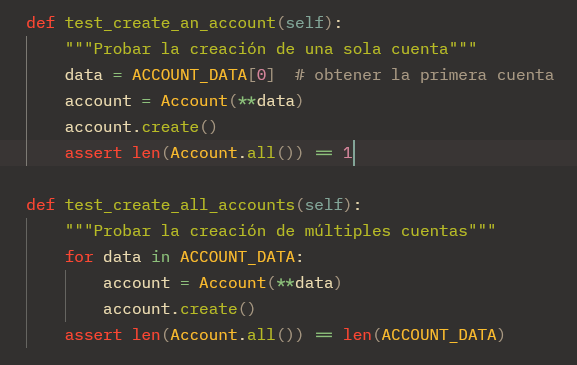 def test_create_an_account(self):
    """Probar la creación de una sola cuenta"""
    data = ACCOUNT_DATA[0]  # obtener la primera cuenta
    account = Account(**data)
    account.create()
    assert len(Account.all()) == 1

def test_create_all_accounts(self):
    """Probar la creación de múltiples cuentas"""
    for data in ACCOUNT_DATA:
        account = Account(**data)
        account.create()
    assert len(Account.all()) == len(ACCOUNT_DATA)